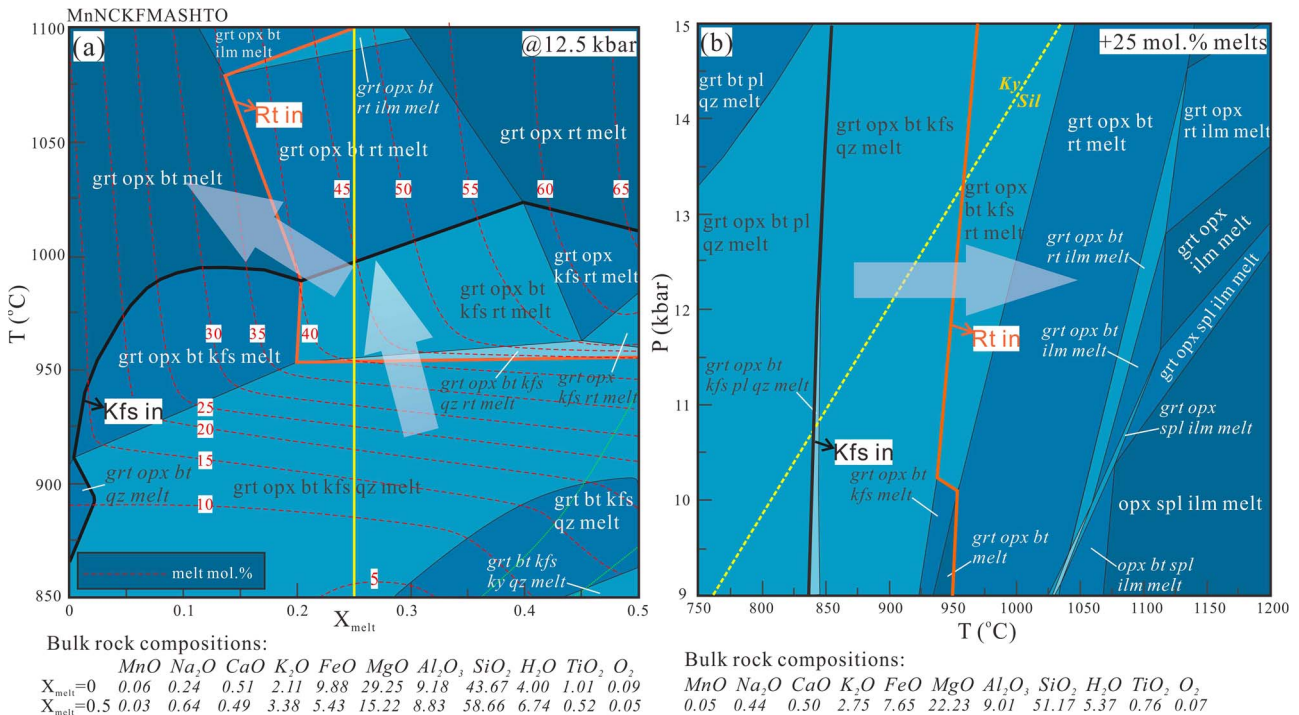 MnNCKFMASHTO
(a)
@12.5 kbar
grt opx bt
ilm melt
grt opx bt
rt ilm melt
Rt in
grt opx bt rt melt
grt opx rt melt
grt opx bt melt
45
50
55
60
65
grt opx
kfs rt melt
grt opx bt
kfs rt melt
30
35
40
grt opx bt kfs melt
grt opx bt kfs
qz rt melt
grt opx
kfs rt melt
Kfs in
25
20
15
10
5
grt opx bt
qz melt
grt opx bt kfs qz melt
grt bt kfs
qz melt
grt bt kfs
ky qz melt
melt mol.%
T (°C)
1100
1050
1000
950
900
850
0
0.1
0.2
0.3
0.4
0.5
Xmelt
Bulk rock compositions:
MnO Na2O CaO K2O FeO MgO Al2O3 SiO2 H2O TiO2 O2
Xmelt=0 0.06 0.24 0.51 2.11 9.88 29.25 9.18 43.67 4.00 1.01 0.09
Xmelt=0.5 0.03 0.64 0.49 3.38 5.43 15.22 8.83 58.66 6.74 0.52 0.05
(b)
+25 mol.% melts
grt bt pl
qz melt
Ky
Sil
grt opx bt kfs
qz melt
grt opx bt
rt melt
grt opx
rt ilm melt
grt opx bt pl
qz melt
grt opx
bt kfs
rt melt
grt opx bt
rt ilm melt
grt opx
ilm melt
grt opx bt
ilm melt
grt opx spl ilm melt
Rt in
grt opx bt
kfs pl qz melt
Kfs in
grt opx
spl ilm melt
grt opx bt
kfs melt
opx spl ilm melt
grt opx bt
melt
opx bt spl
ilm melt
P (kbar)
15
14
13
12
11
10
9
750
800
850
900
950
1000
1050
1100
1150
1200
T (°C)
Bulk rock compositions:
MnO Na2O CaO K2O FeO MgO Al2O3 SiO2 H2O TiO2 O2
0.05 0.44 0.50 2.75 7.65 22.23 9.01 51.17 5.37 0.76 0.07